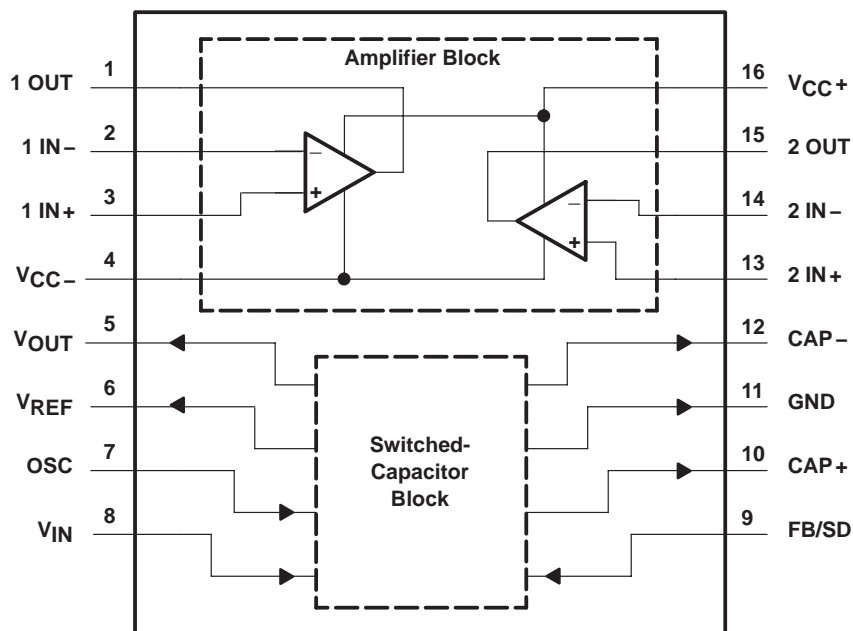 Amplifier Block
1 OUT 1
1 IN− 2
1 IN+ 3
VCC− 4
VOUT 5
VREF 6
OSC 7
VIN 8
16 VCC+
15 2 OUT
14 2 IN−
13 2 IN+
12 CAP−
11 GND
10 CAP+
9 FB/SD
−
+
−
+
Switched-
Capacitor
Block